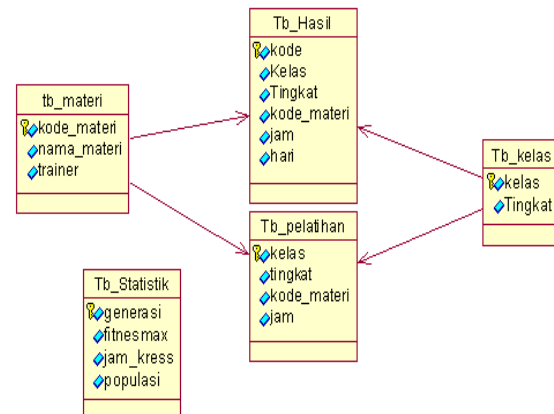 Tb_Hasil
kode
Kelas
Tingkat
kode_materi
jam
hari
tb_materi
kode_materi
nama_materi
trainer
Tb_kelas
kelas
Tingkat
Tb_pelatihan
kelas
tingkat
kode_materi
jam
Tb_Statistik
generasi
fitnesmax
jam_kress
populasi